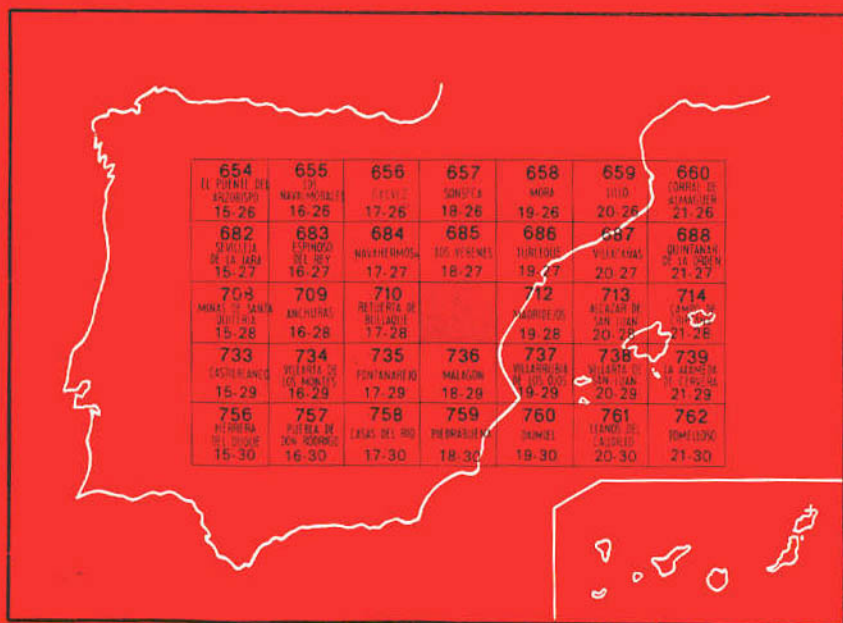 654
EL PUENTE DEL
ARZOBISPO
15-26
655
LOS
NAVALMORALES
16-26
656
GALVEZ
17-26
657
SONSECA
18-26
658
MORA
19-26
659
LILLO
20-26
660
CORRAL DE
ALMAGUER
21-26
682
SEVILLEJA
DE LA JARA
15-27
683
ESPINOSO
DEL REY
16-27
684
NAVAHERMOSA
17-27
685
LOS YEBENES
18-27
686
TURLEQUE
19-27
687
VILLACAÑAS
20-27
688
QUINTANAR
DE LA ORDEN
21-27
708
MINAS DE SANTA
QUITERIA
15-28
709
ANCHURAS
16-28
710
RETUERTA DE
BULLAQUE
17-28
712
MADRIDEJOS
19-28
713
ALCAZAR DE
SAN JUAN
20-28
714
CAMPO DE
CRIPTANA
21-28
733
CASTILBLANCO
15-29
734
VILLARTA DE
LOS MONTES
16-29
735
FONTANAREJO
17-29
736
MALAGON
18-29
737
VILLARRUBIA
DE LOS OJOS
19-29
738
VILLARTA DE
SAN JUAN
20-29
739
LA ALAMEDA
DE CERVERA
21-29
756
HERRERA
DEL DUQUE
15-30
757
PUEBLA DE
DON RODRIGO
16-30
758
CASAS DEL RIO
17-30
759
PIEDRABUENA
18-30
760
DAIMIEL
19-30
761
LLANOS DEL
CAUDILLO
20-30
762
TOMELLOSO
21-30